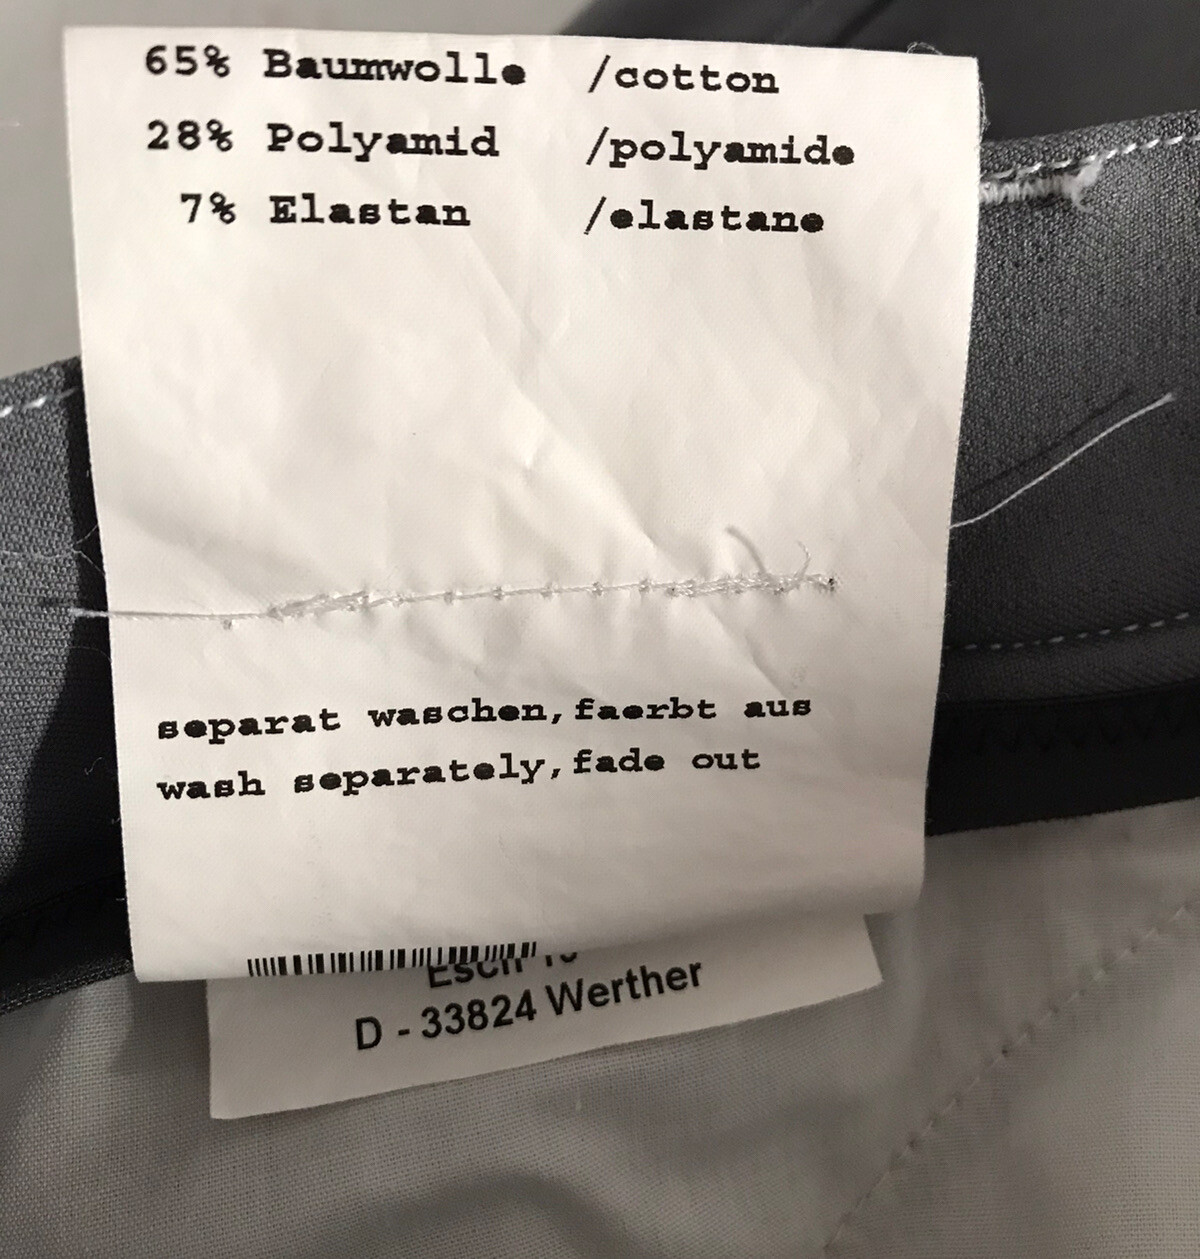 65% Baumwolle /cotton
28% Polyamid /polyamide
7% Elastan /elastane
separat waschen, faerbt aus
wash separately, fade out
Esch
D - 33824 Werther